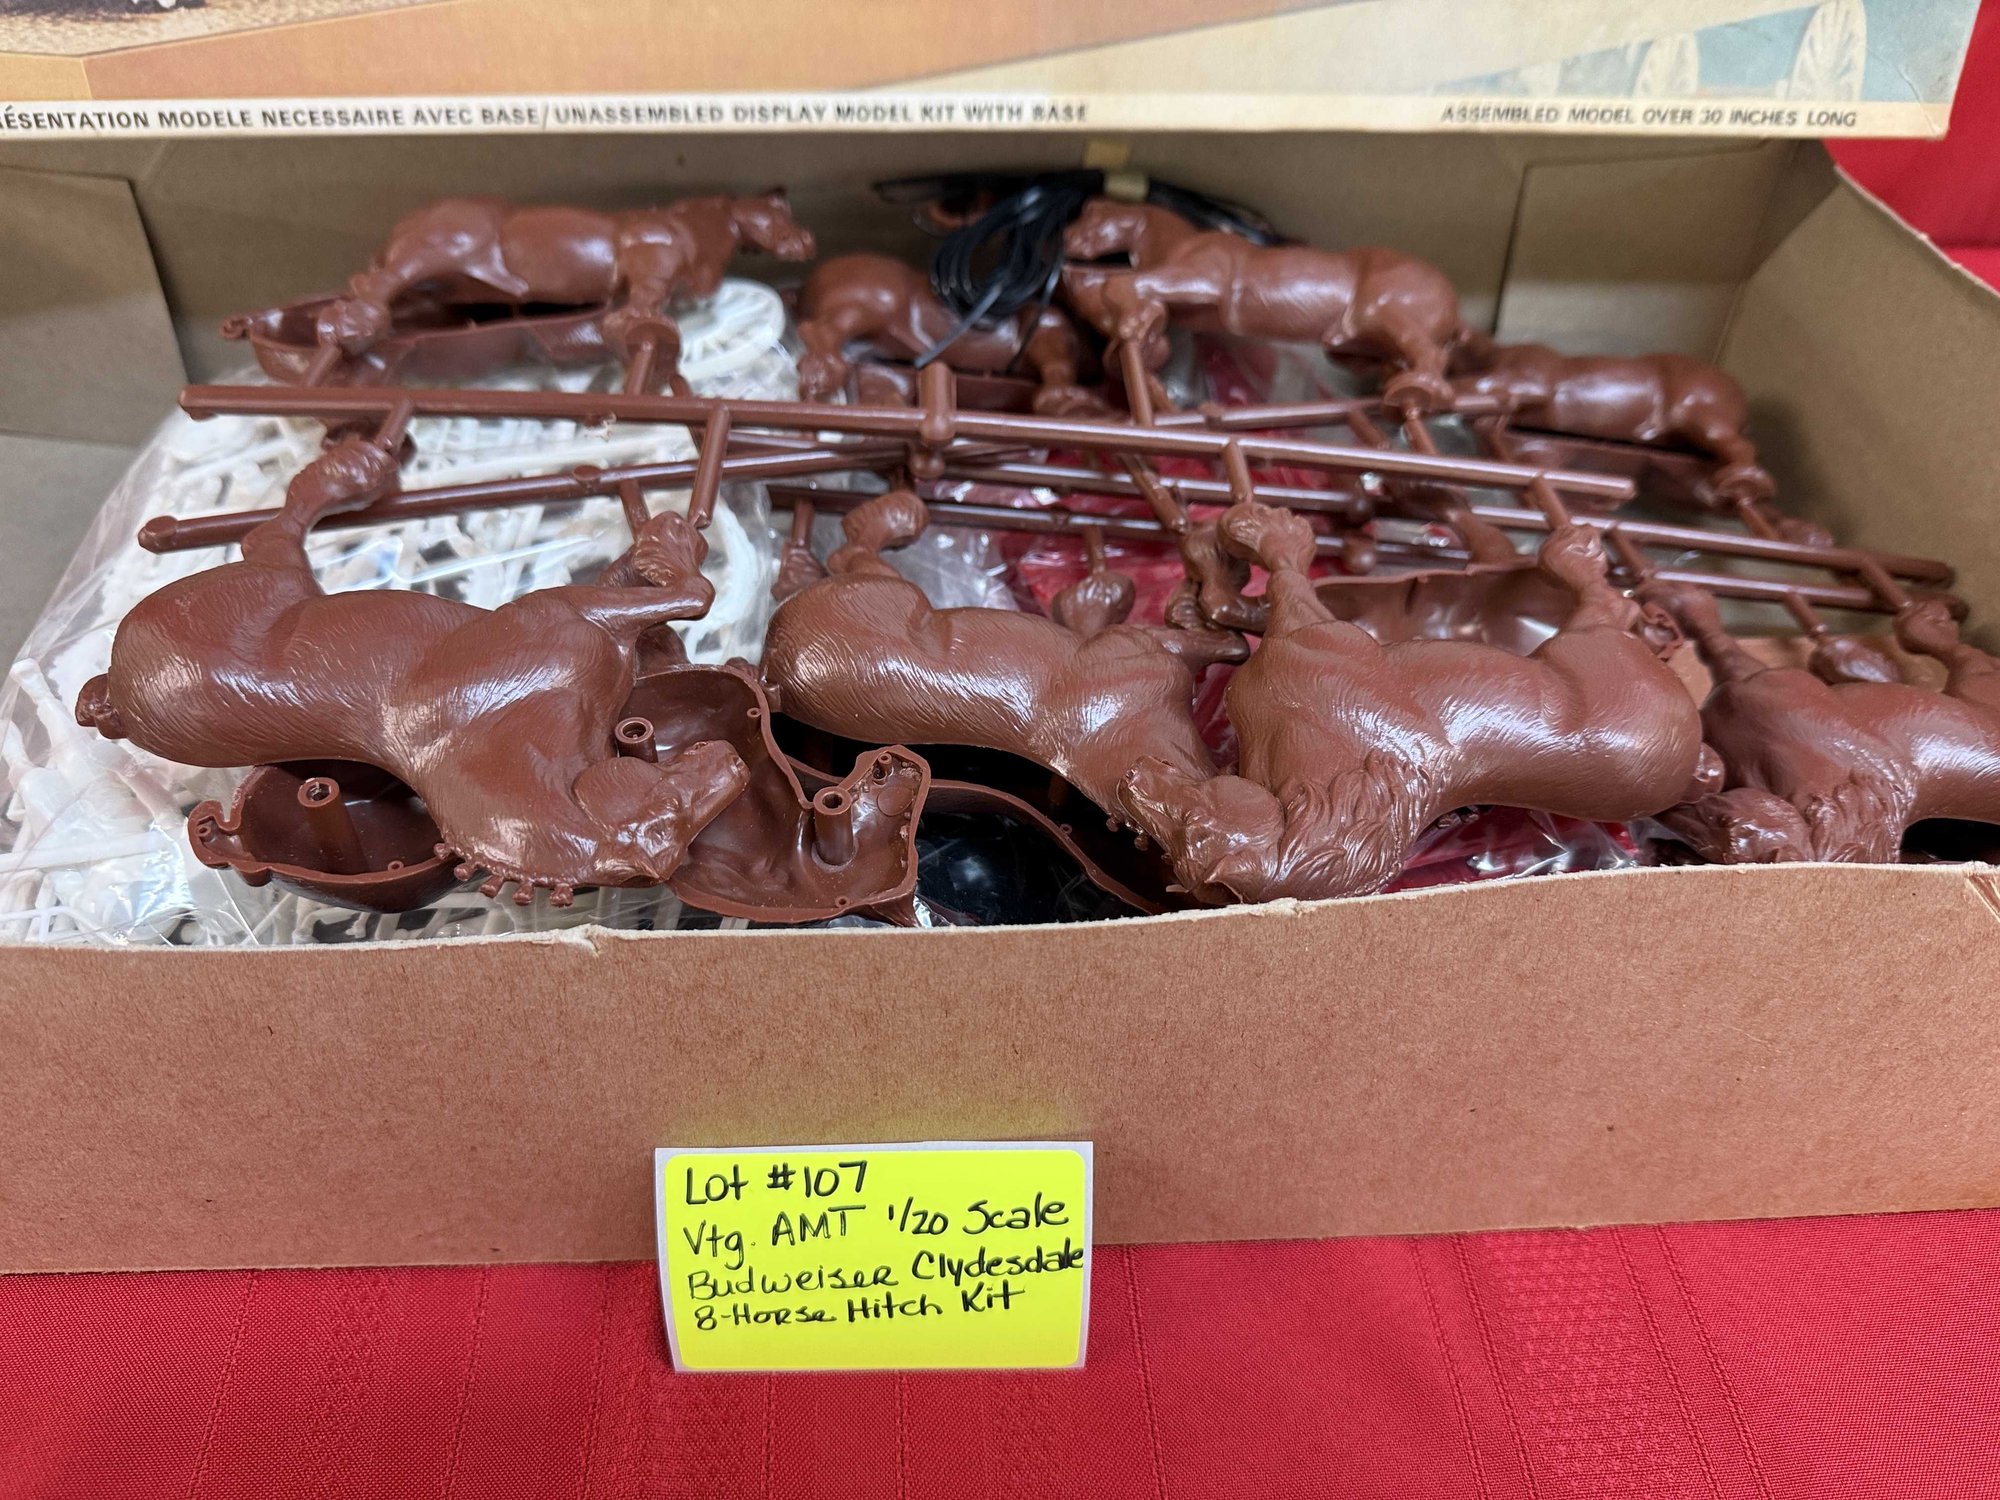 RÉSENTATION MODELE NECESSAIRE AVEC BASE/UNASSEMBLED DISPLAY MODEL KIT WITH BASE
ASSEMBLED MODEL OVER 30 INCHES LONG
Lot #107
Vtg. AMT 1/20 Scale
Budweiser Clydesdale
8-Horse Hitch Kit